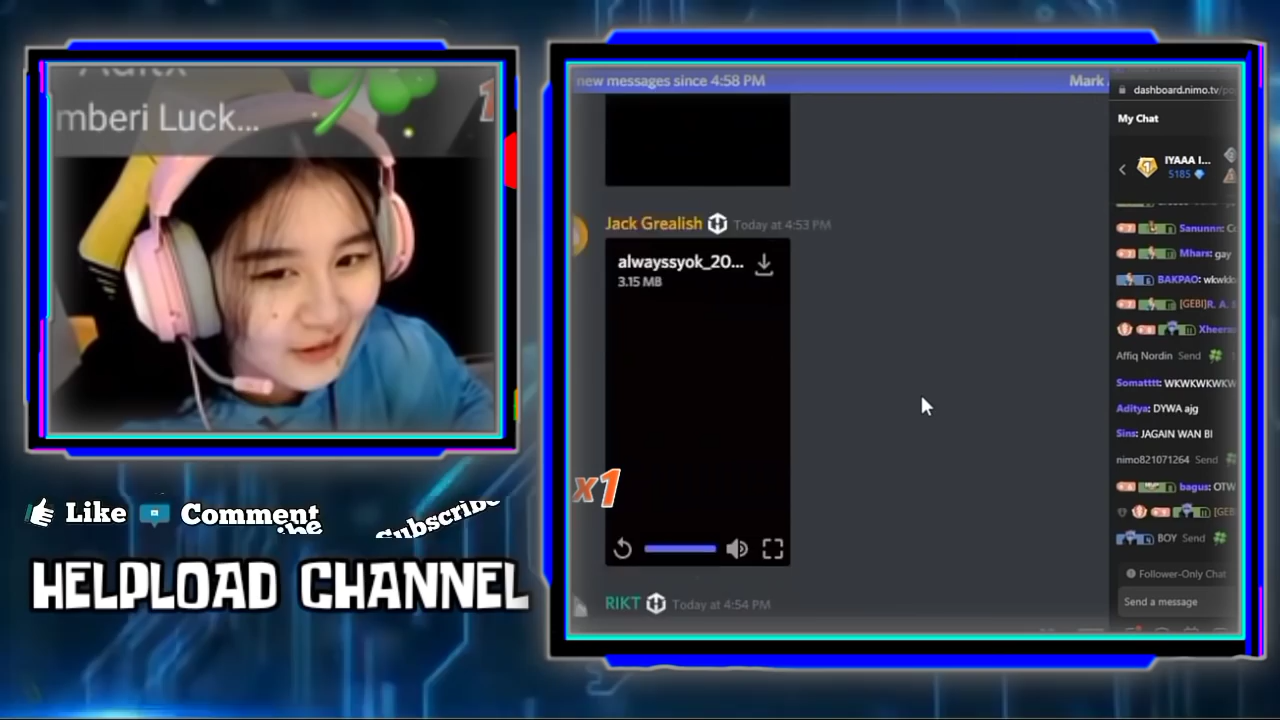 mberi Luck...
Like
Comment
Subscribe
HELPLOAD CHANNEL
new messages since 4:58 PM
Mark
Jack Grealish Today at 4:53 PM
alwayssyok_20...
3.15 MB
x1
RIKT Today at 4:54 PM
dashboard.nimo.tv/po
My Chat
IYAAA I...
5185
Sanunnn:
Mhars: gay
BAKPAO: wkwk
[GEBI]R. A.
Xheers
Affiq Nordin Send
Somatttt: WKWKWKWKW
Aditya: DYWA ajg
Sins: JAGAIN WAN BI
nimo821071264 Send
bagus: OTW
[GEB
BOY Send
Follower-Only Chat
Send a message